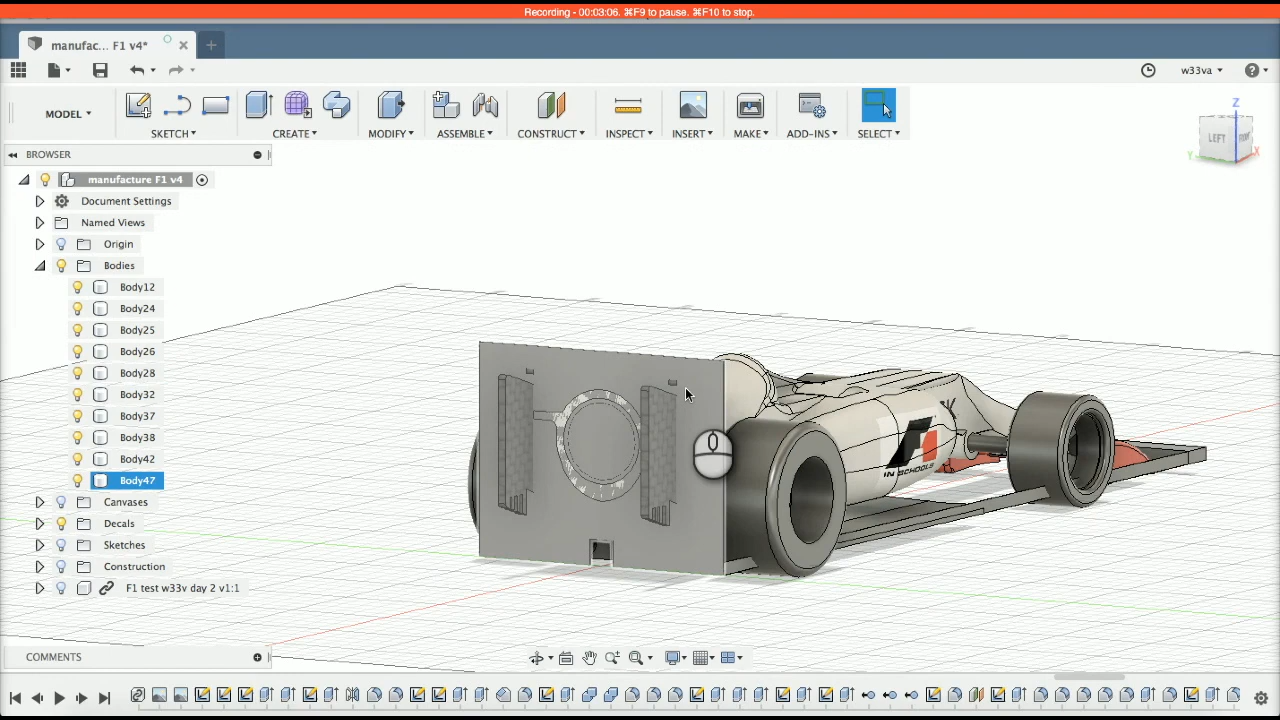 Recording - 00:03:06. ⌘F9 to pause. ⌘F10 to stop.
manufac... F1 v4*
w33va
MODEL
SKETCH
CREATE
MODIFY
ASSEMBLE
CONSTRUCT
INSPECT
INSERT
MAKE
ADD-INS
SELECT
Z
LEFT
Y
X
BROWSER
manufacture F1 v4
Document Settings
Named Views
Origin
Bodies
Body12
Body24
Body25
Body26
Body28
Body32
Body37
Body38
Body42
Body47
Canvases
Decals
Sketches
Construction
F1 test w33v day 2 v1:1
IN SCHOOLS
COMMENTS